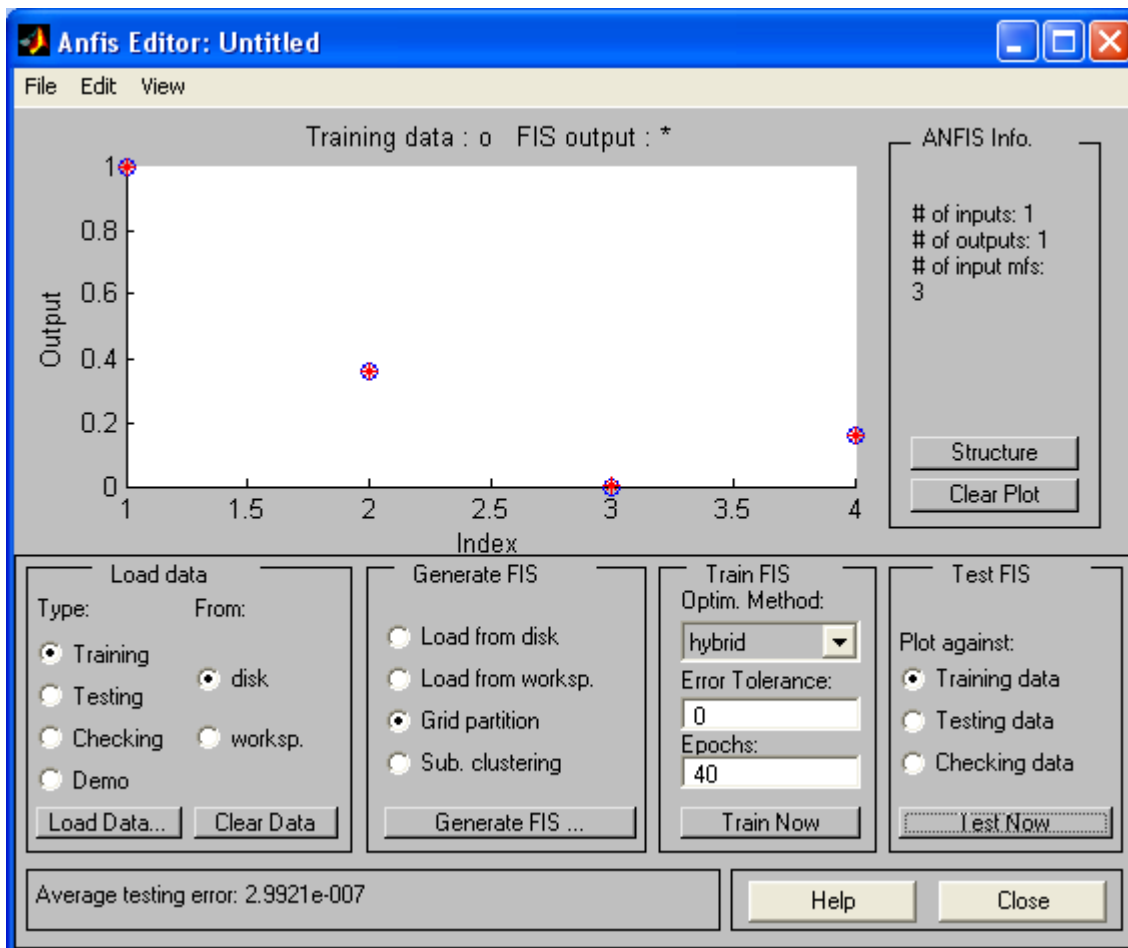 Anfis Editor: Untitled
File Edit View
Training data : o FIS output : *
1
0.8
0.6
0.4
0.2
0
Output
1 1.5 2 2.5 3 3.5 4
Index
ANFIS Info.
# of inputs: 1
# of outputs: 1
# of input mfs:
3
Structure
Clear Plot
Load data
Type: From:
Training
Testing
Checking
Demo
disk
worksp.
Load Data... Clear Data
Generate FIS
Load from disk
Load from worksp.
Grid partition
Sub. clustering
Generate FIS ...
Train FIS
Optim. Method:
hybrid
Error Tolerance:
0
Epochs:
40
Train Now
Test FIS
Plot against:
Training data
Testing data
Checking data
Test Now
Average testing error: 2.9921e-007
Help Close